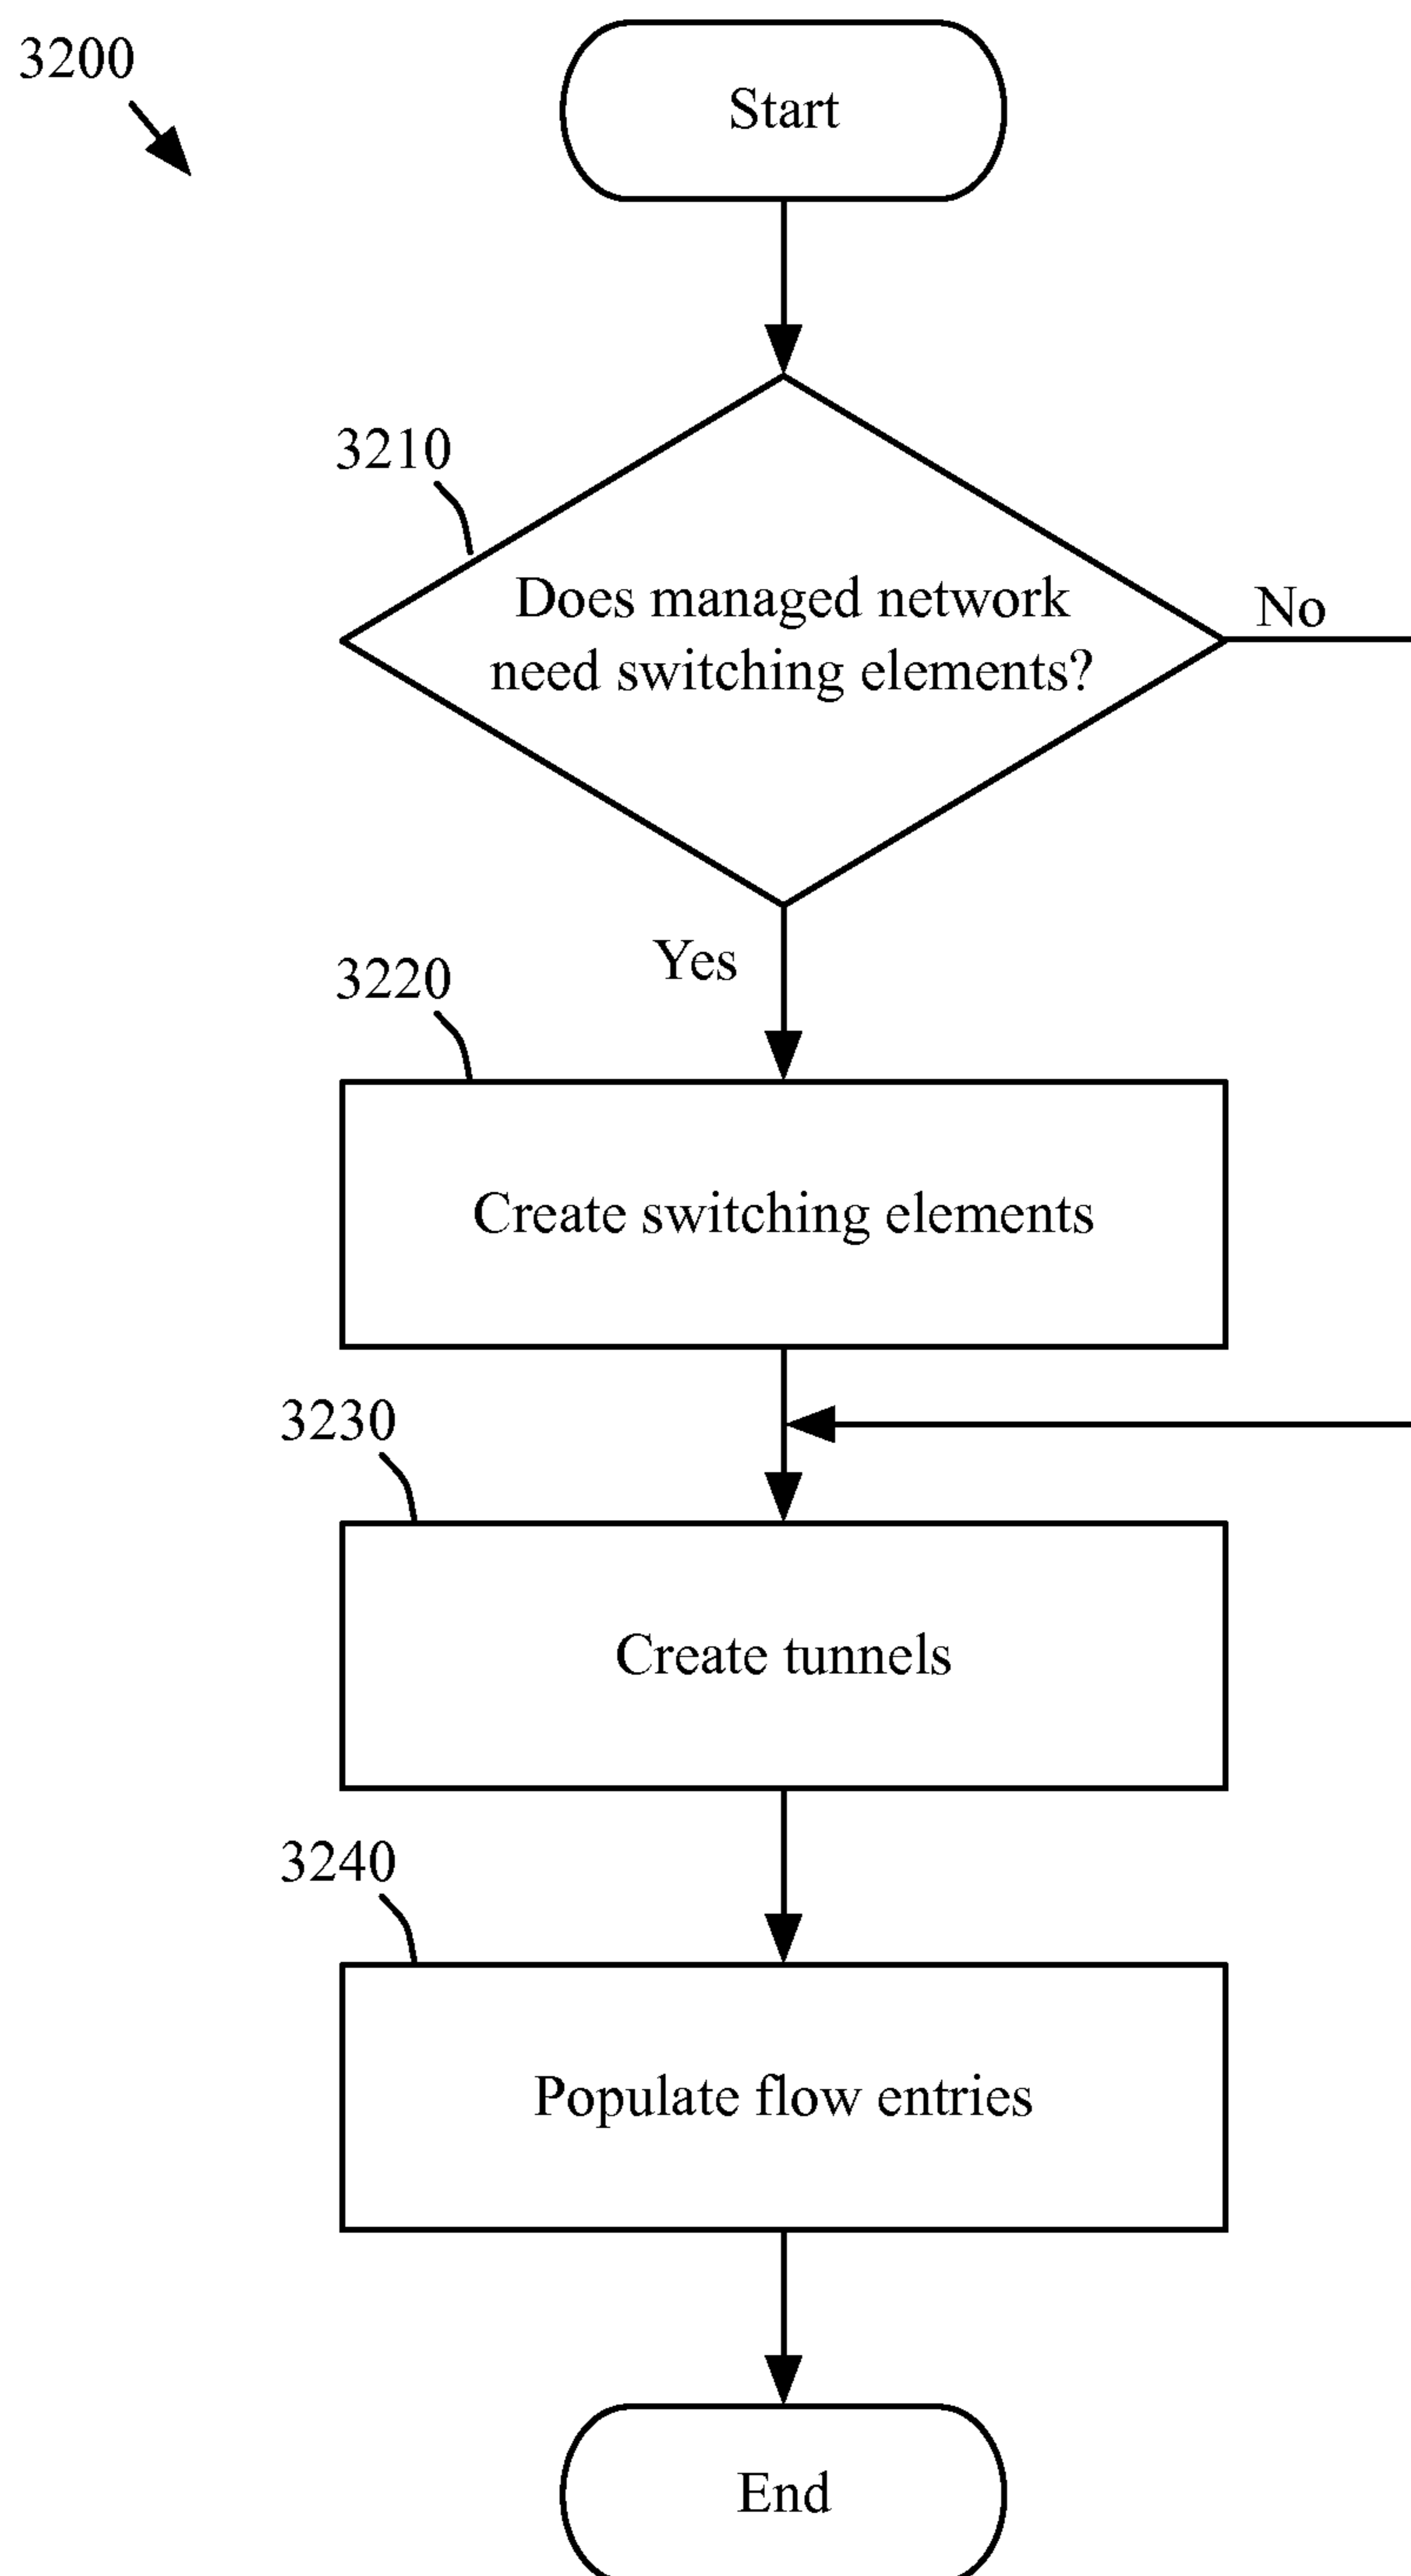 3200
Start
3210
Does managed network
need switching elements?
No
Yes
3220
Create switching elements
3230
Create tunnels
3240
Populate flow entries
End